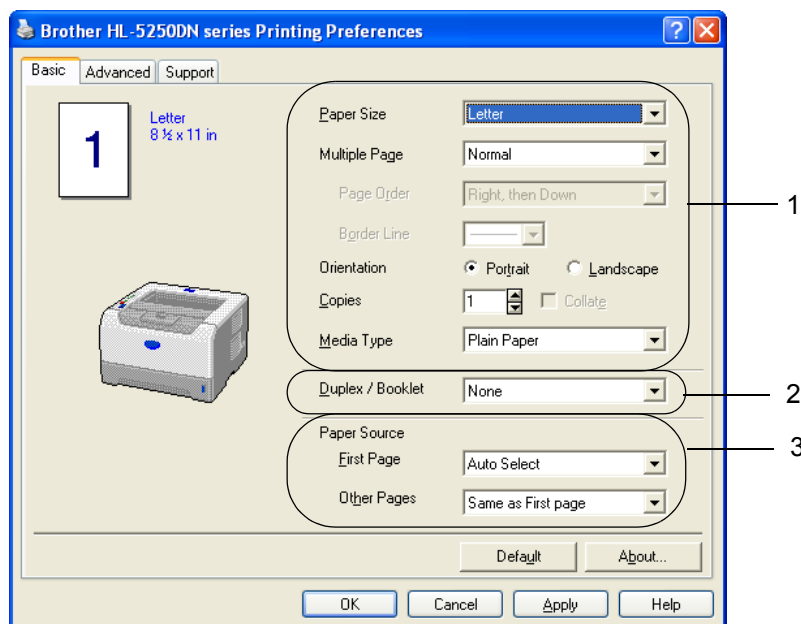 Brother HL-5250DN series Printing Preferences
Basic Advanced Support
1
Letter
8 ½ x 11 in
Paper Size Letter
Multiple Page Normal
Page Order Right, then Down
Border Line
Orientation Portrait Landscape
Copies 1 Collate
Media Type Plain Paper
1
Duplex / Booklet None
2
Paper Source
3
First Page Auto Select
Other Pages Same as First page
Default About...
OK Cancel Apply Help